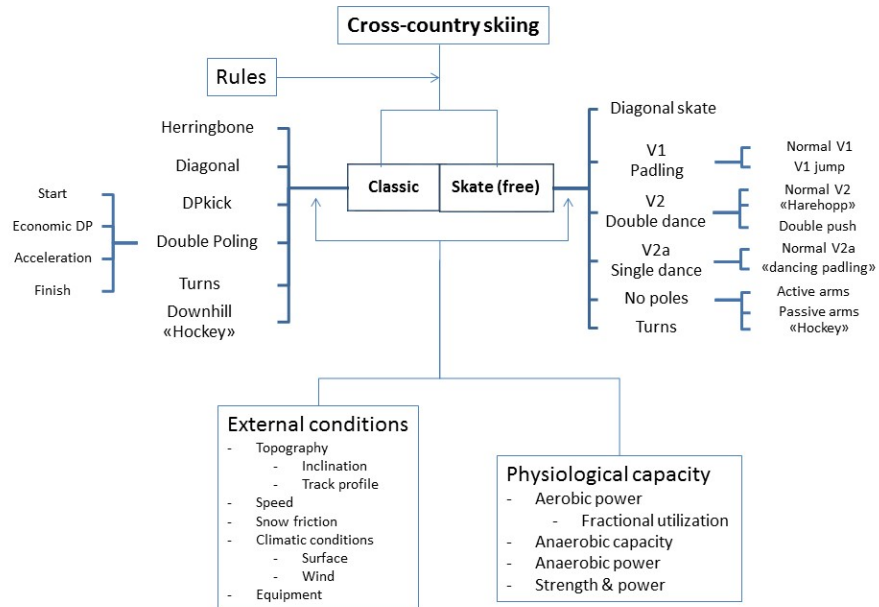 Cross-country skiing
Rules
Classic
Skate (free)
Herringbone
Diagonal
DPkick
Double Poling
Turns
Downhill
«Hockey»
Start
Economic DP
Acceleration
Finish
Diagonal skate
V1
Padling
V2
Double dance
V2a
Single dance
No poles
Turns
Normal V1
V1 jump
Normal V2
«Harehopp»
Double push
Normal V2a
«dancing padling»
Active arms
Passive arms
«Hockey»
External conditions
- Topography
- Inclination
- Track profile
- Speed
- Snow friction
- Climatic conditions
- Surface
- Wind
- Equipment
Physiological capacity
- Aerobic power
- Fractional utilization
- Anaerobic capacity
- Anaerobic power
- Strength & power